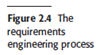 Figure 2.4 The
requirements
engineering process